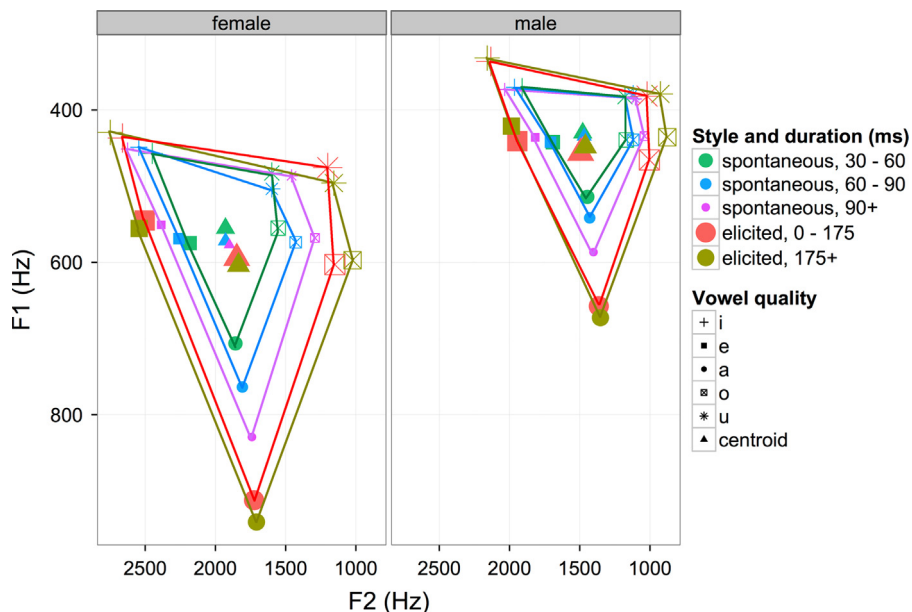 female
male
400
600
800
F1 (Hz)
2500 2000 1500 1000
2500 2000 1500 1000
F2 (Hz)
Style and duration (ms)
spontaneous, 30 - 60
spontaneous, 60 - 90
spontaneous, 90+
elicited, 0 - 175
elicited, 175+
Vowel quality
i
e
a
o
u
centroid